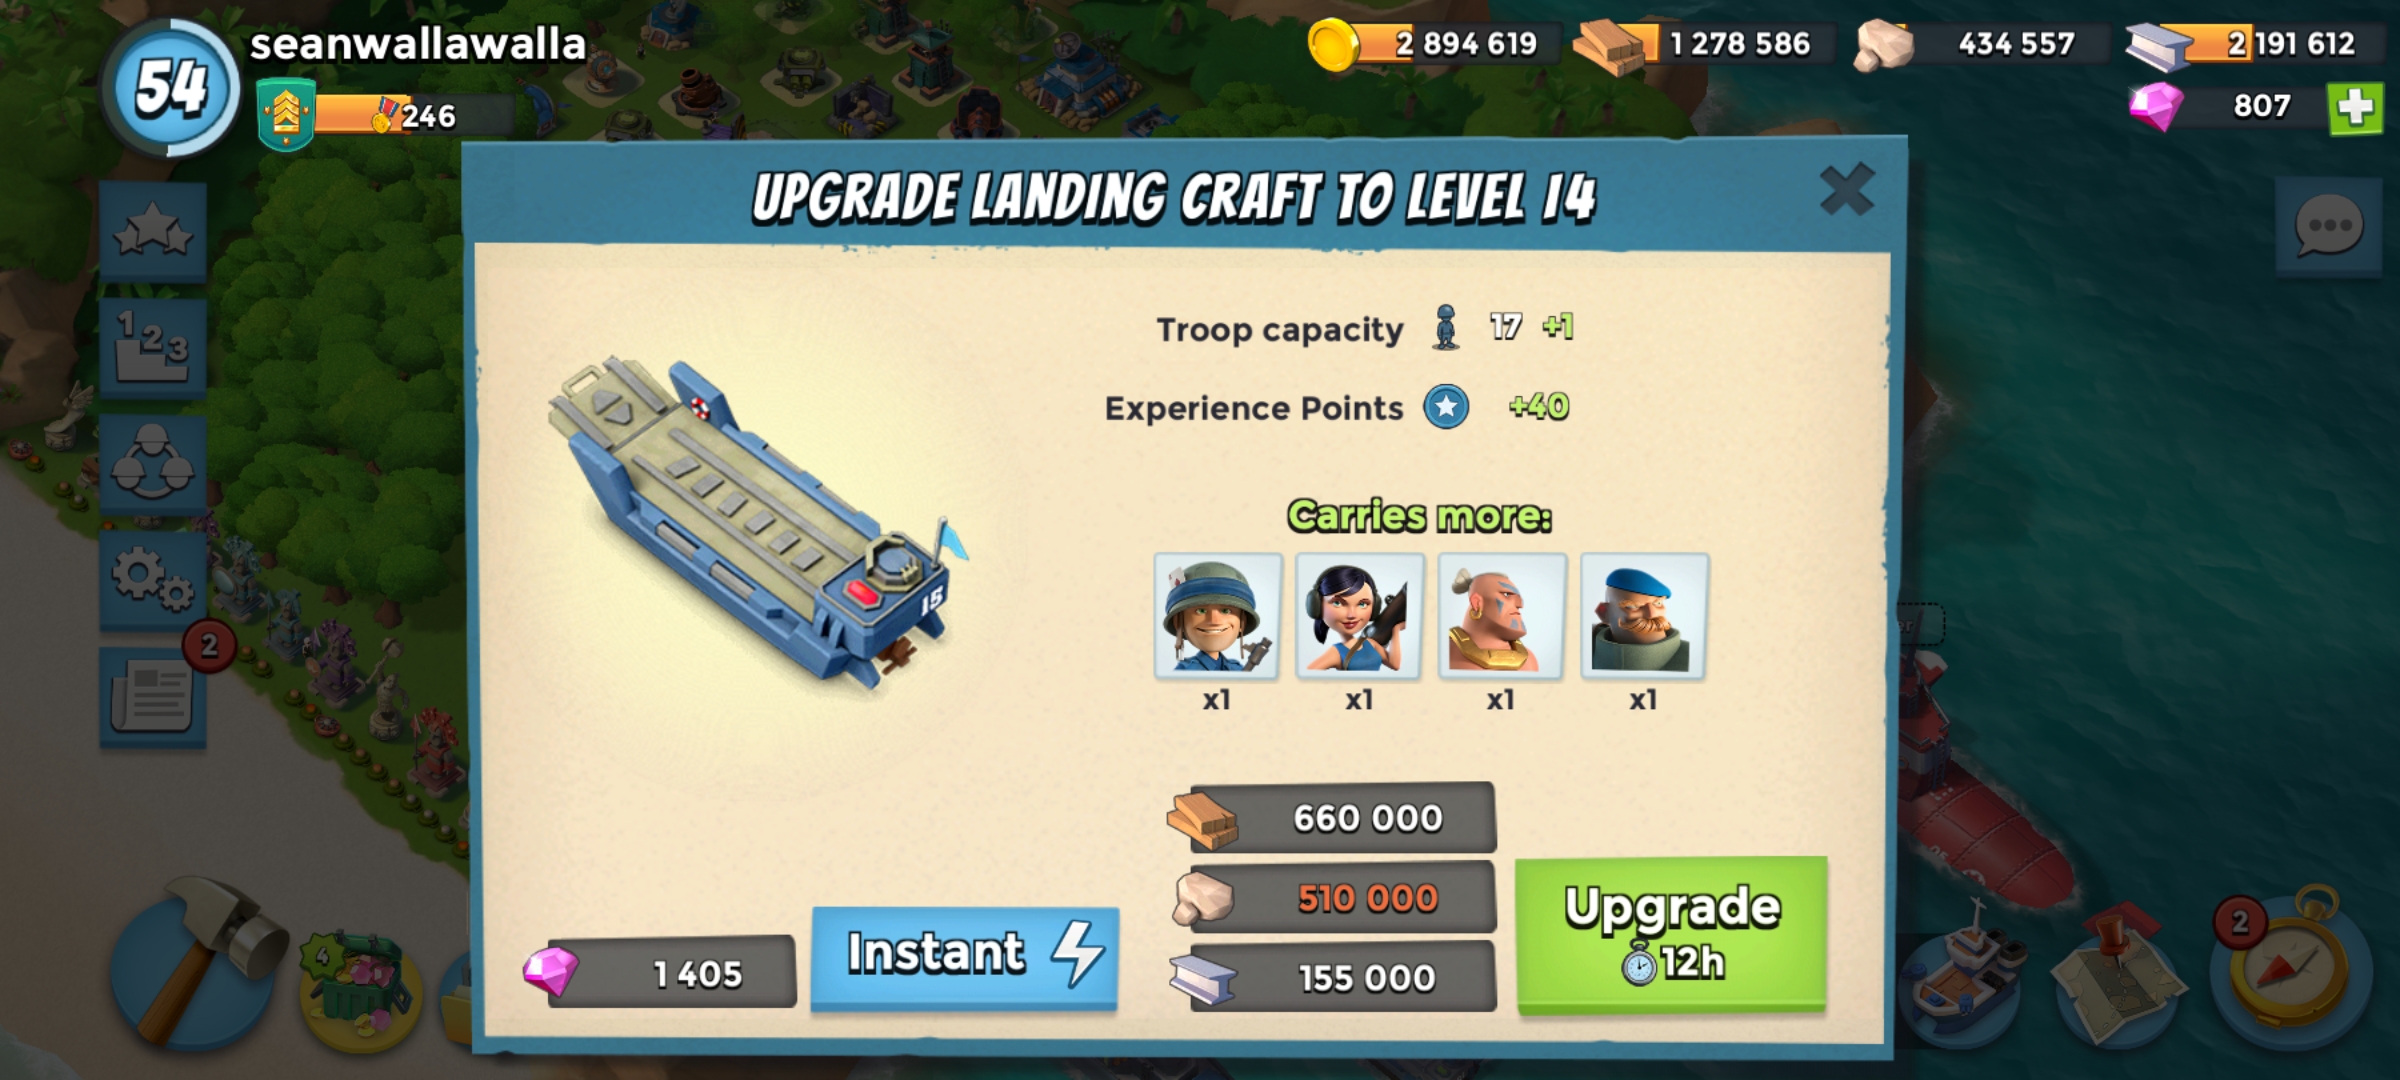 54
seanwallawalla
246
2 894 619
1 278 586
434 557
2 191 612
807
UPGRADE LANDING CRAFT TO LEVEL 14
Troop capacity 17 +1
Experience Points +40
Carries more:
x1 x1 x1 x1
123
15
2
660 000
510 000
155 000
1 405
Instant
Upgrade
12h
4
2